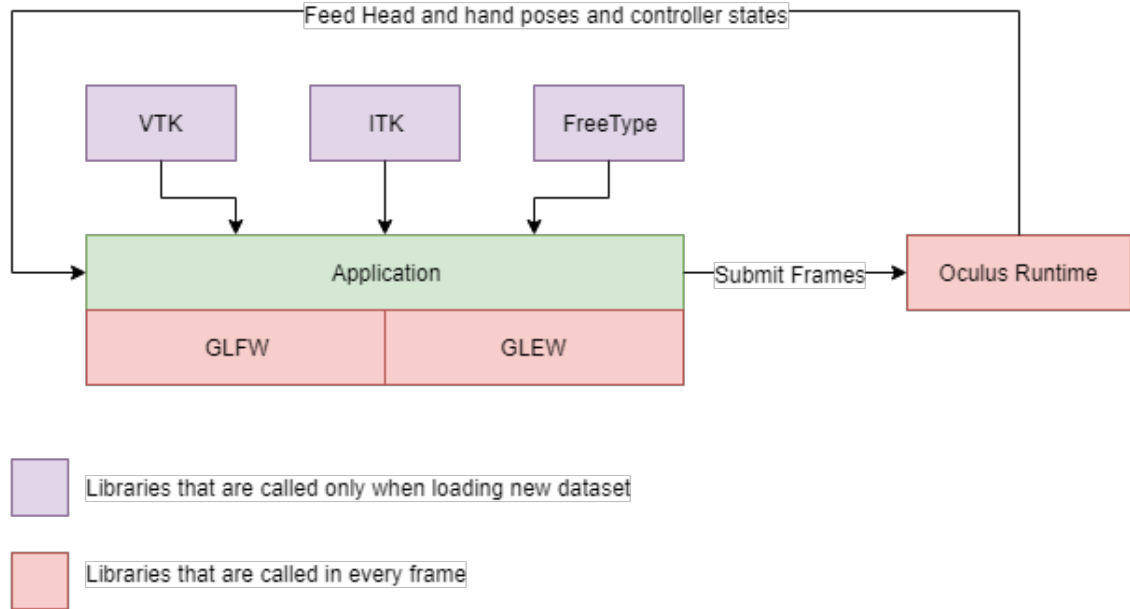 Feed Head and hand poses and controller states
VTK
ITK
FreeType
Application
Submit Frames
Oculus Runtime
GLFW
GLEW
Libraries that are called only when loading new dataset
Libraries that are called in every frame